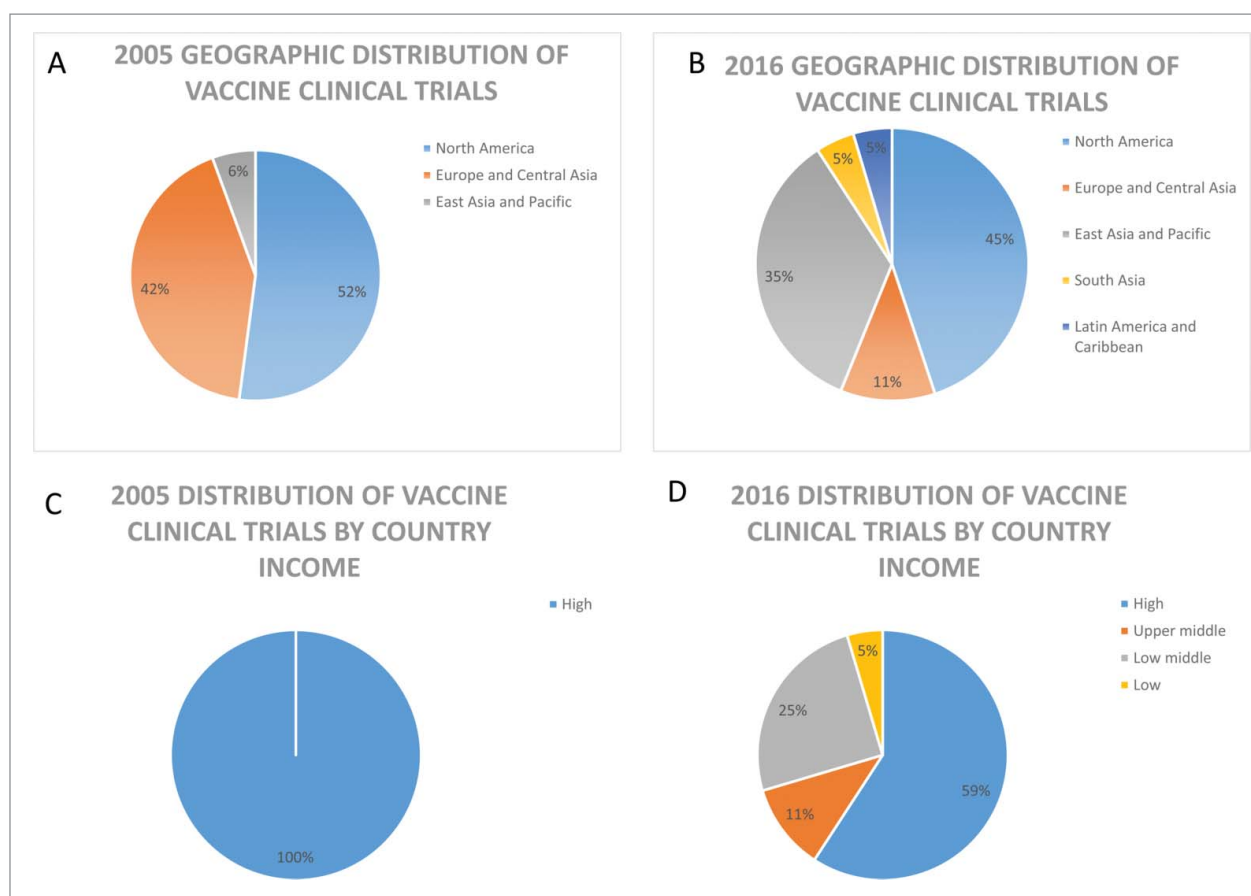 A
2005 GEOGRAPHIC DISTRIBUTION OF
VACCINE CLINICAL TRIALS
North America
Europe and Central Asia
East Asia and Pacific
6%
42%
52%
B
2016 GEOGRAPHIC DISTRIBUTION OF
VACCINE CLINICAL TRIALS
North America
Europe and Central Asia
East Asia and Pacific
South Asia
Latin America and
Caribbean
5%
5%
45%
35%
11%
C
2005 DISTRIBUTION OF VACCINE
CLINICAL TRIALS BY COUNTRY
INCOME
High
100%
D
2016 DISTRIBUTION OF VACCINE
CLINICAL TRIALS BY COUNTRY
INCOME
High
Upper middle
Low middle
Low
5%
25%
59%
11%